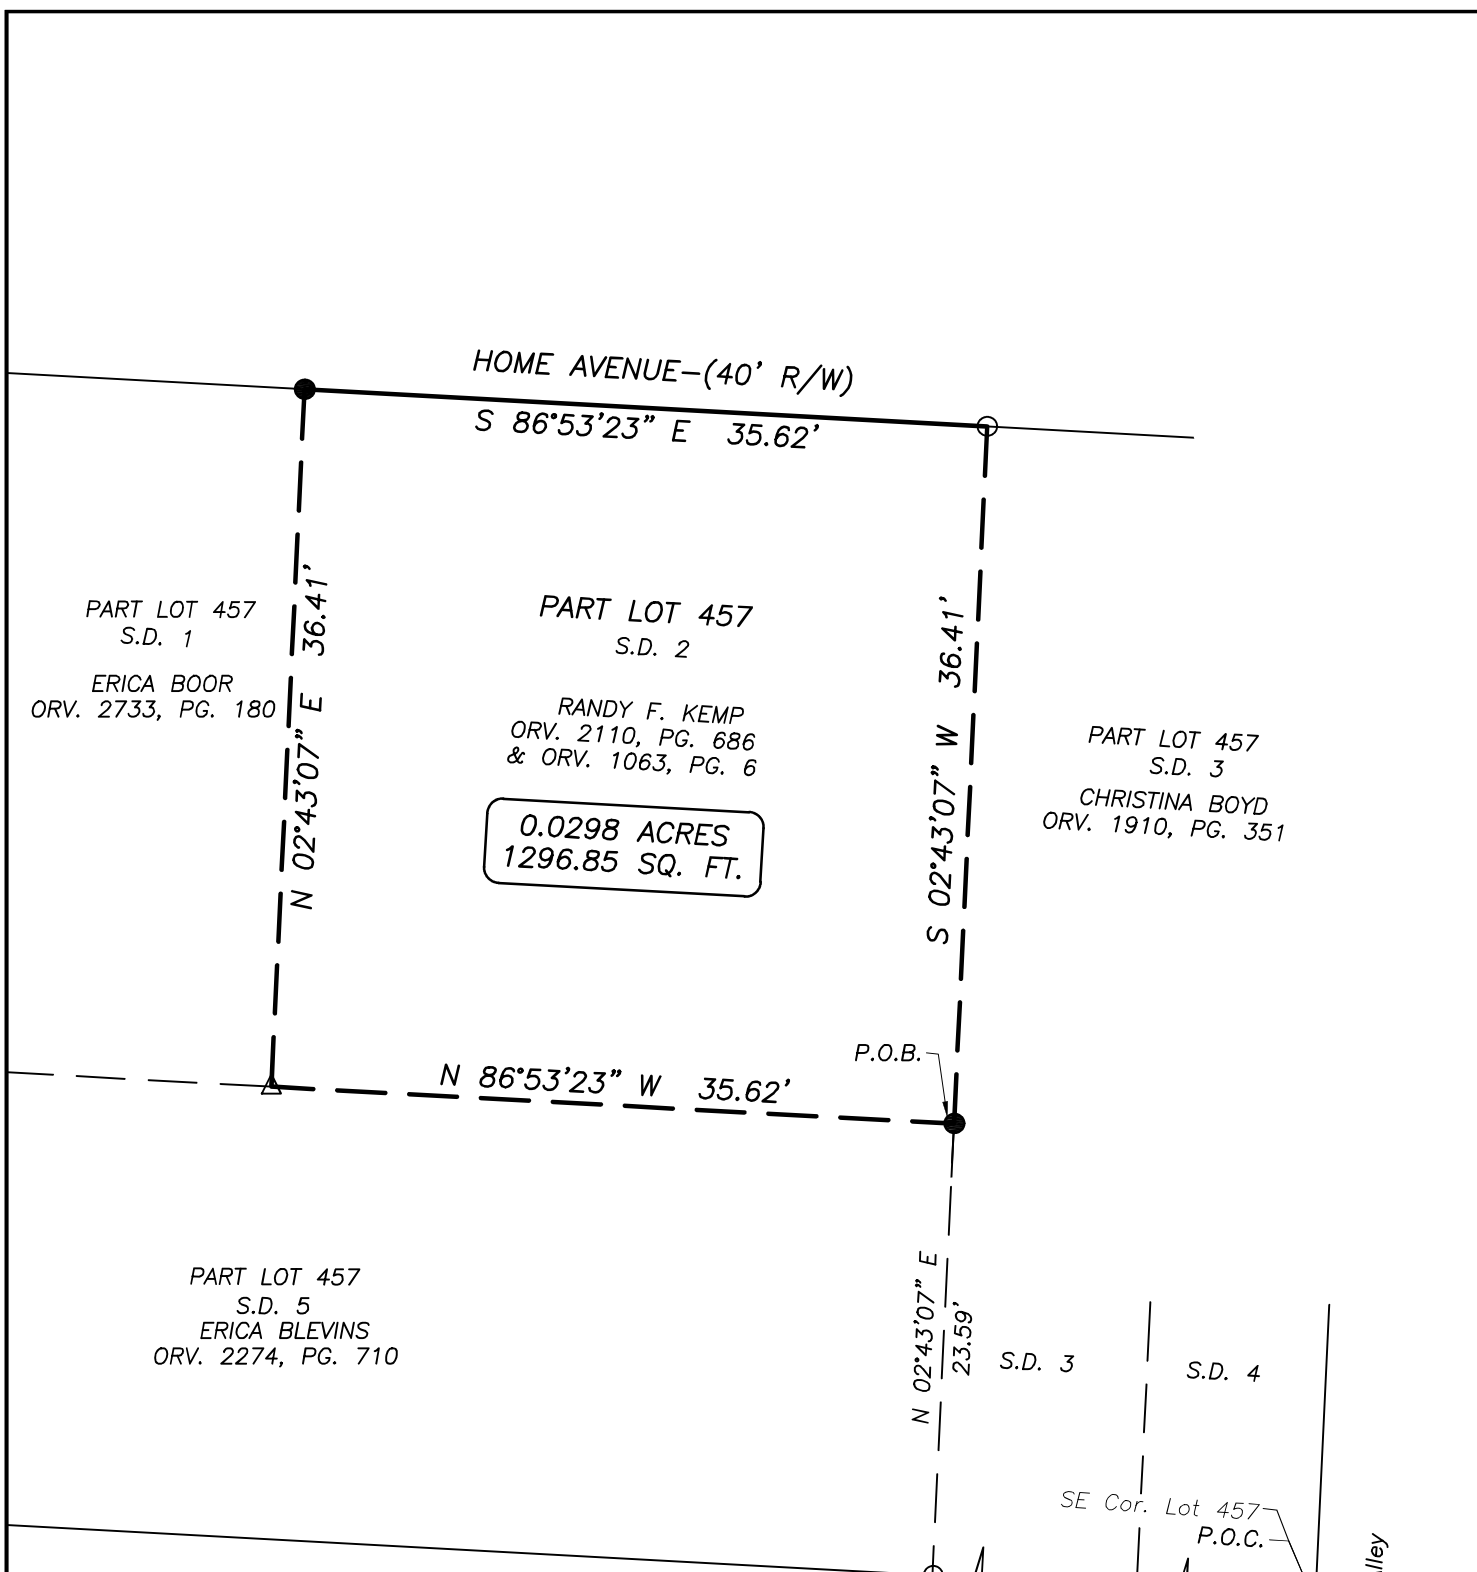 HOME AVENUE-(40' R/W)
S 86°53'23" E 35.62'
N 02°43'07" E 36.41'
PART LOT 457
S.D. 1
ERICA BOOR
ORV. 2733, PG. 180
PART LOT 457
S.D. 2
RANDY F. KEMP
ORV. 2110, PG. 686
& ORV. 1063, PG. 6
0.0298 ACRES
1296.85 SQ. FT.
S 02°43'07" W 36.41'
PART LOT 457
S.D. 3
CHRISTINA BOYD
ORV. 1910, PG. 351
P.O.B.
N 86°53'23" W 35.62'
PART LOT 457
S.D. 5
ERICA BLEVINS
ORV. 2274, PG. 710
N 02°43'07" E
23.59'
S.D. 3
S.D. 4
SE Cor. Lot 457
P.O.C.